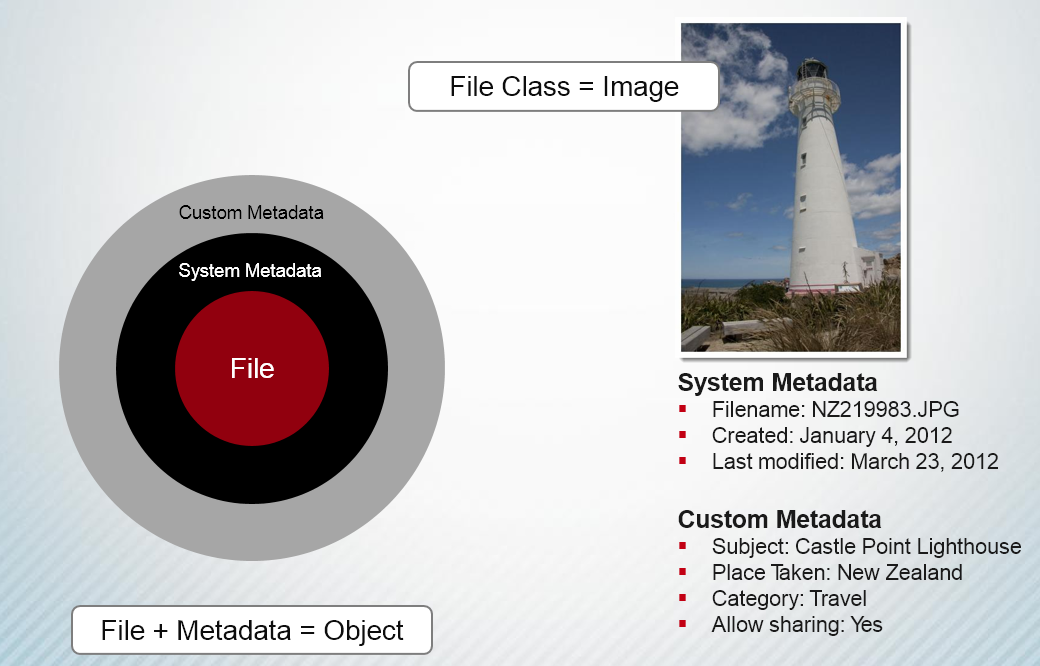 File Class = Image
Custom Metadata
System Metadata
File
File + Metadata = Object
System Metadata
▪ Filename: NZ219983.JPG
▪ Created: January 4, 2012
▪ Last modified: March 23, 2012
Custom Metadata
▪ Subject: Castle Point Lighthouse
▪ Place Taken: New Zealand
▪ Category: Travel
▪ Allow sharing: Yes